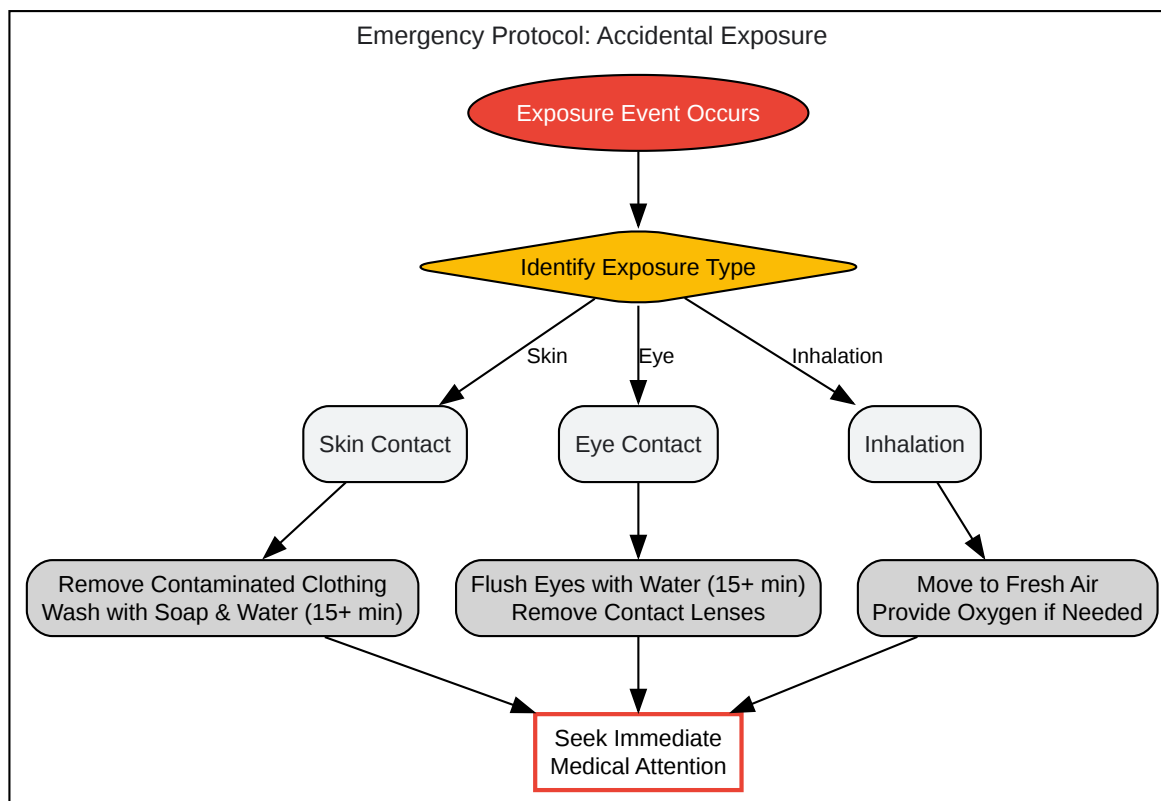 Emergency Protocol: Accidental Exposure
Exposure Event Occurs
Identify Exposure Type
Skin
Eye
Inhalation
Skin Contact
Eye Contact
Inhalation
Remove Contaminated Clothing
Wash with Soap & Water (15+ min)
Flush Eyes with Water (15+ min)
Remove Contact Lenses
Move to Fresh Air
Provide Oxygen if Needed
Seek Immediate
Medical Attention